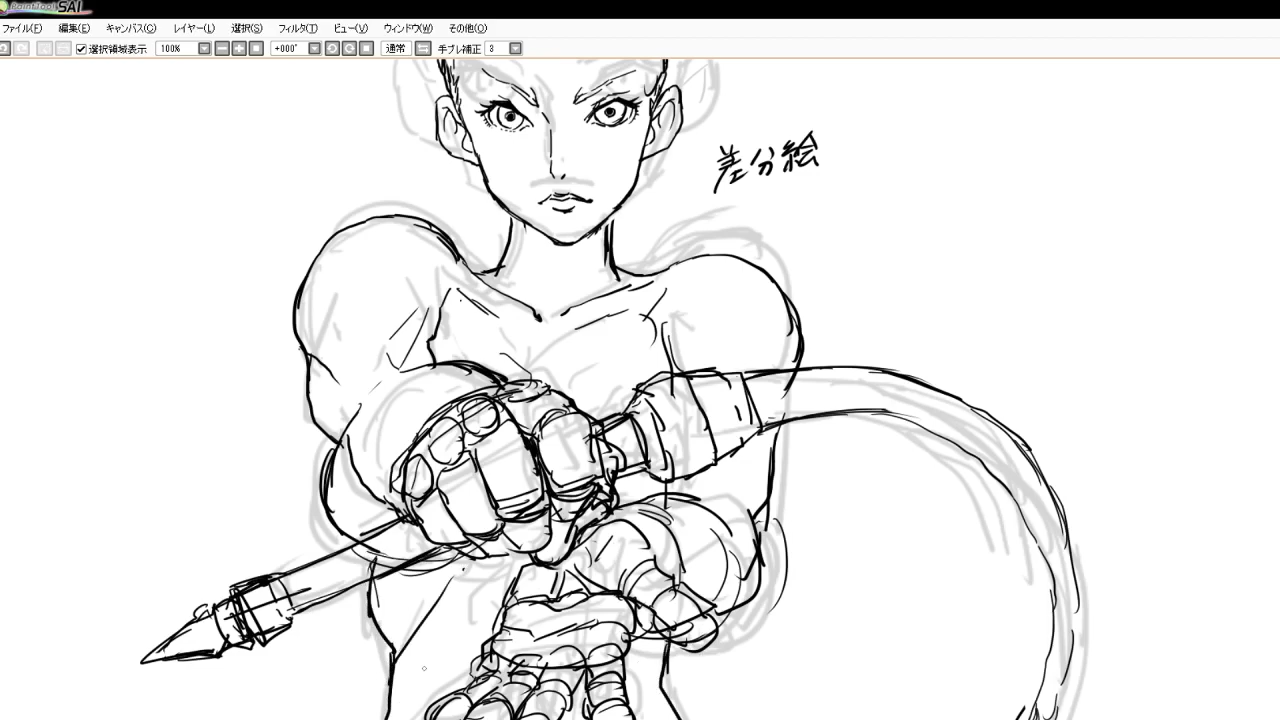 PaintTool SAI
ファイル(F) 編集(E) キャンバス(C) レイヤー(L) 選択(S) フィルタ(T) ビュー(V) ウィンドウ(W) その他(O)
選択領域表示 100% +000° 通常 手ブレ補正 3
差分絵